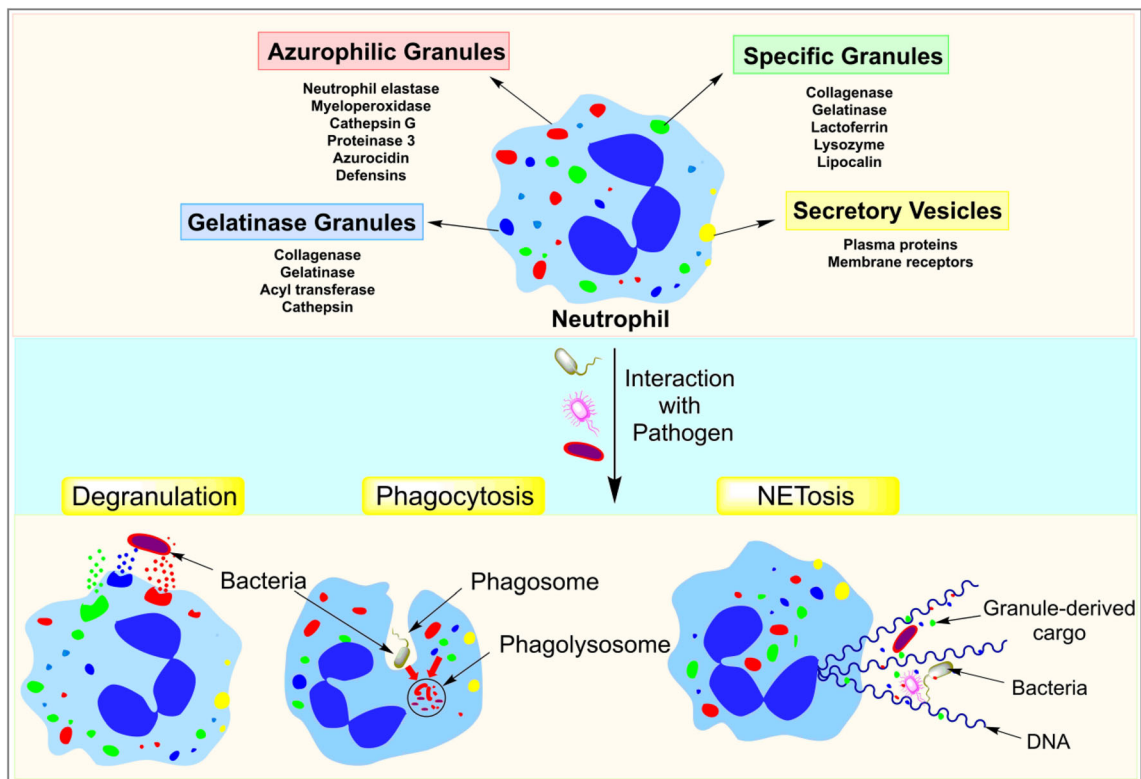 Azurophilic Granules
Neutrophil elastase
Myeloperoxidase
Cathepsin G
Proteinase 3
Azurocidin
Defensins
Specific Granules
Collagenase
Gelatinase
Lactoferrin
Lysozyme
Lipocalin
Gelatinase Granules
Collagenase
Gelatinase
Acyl transferase
Cathepsin
Secretory Vesicles
Plasma proteins
Membrane receptors
Neutrophil
Interaction
with
Pathogen
Degranulation
Phagocytosis
NETosis
Bacteria
Phagosome
Phagolysosome
Granule-derived
cargo
Bacteria
DNA